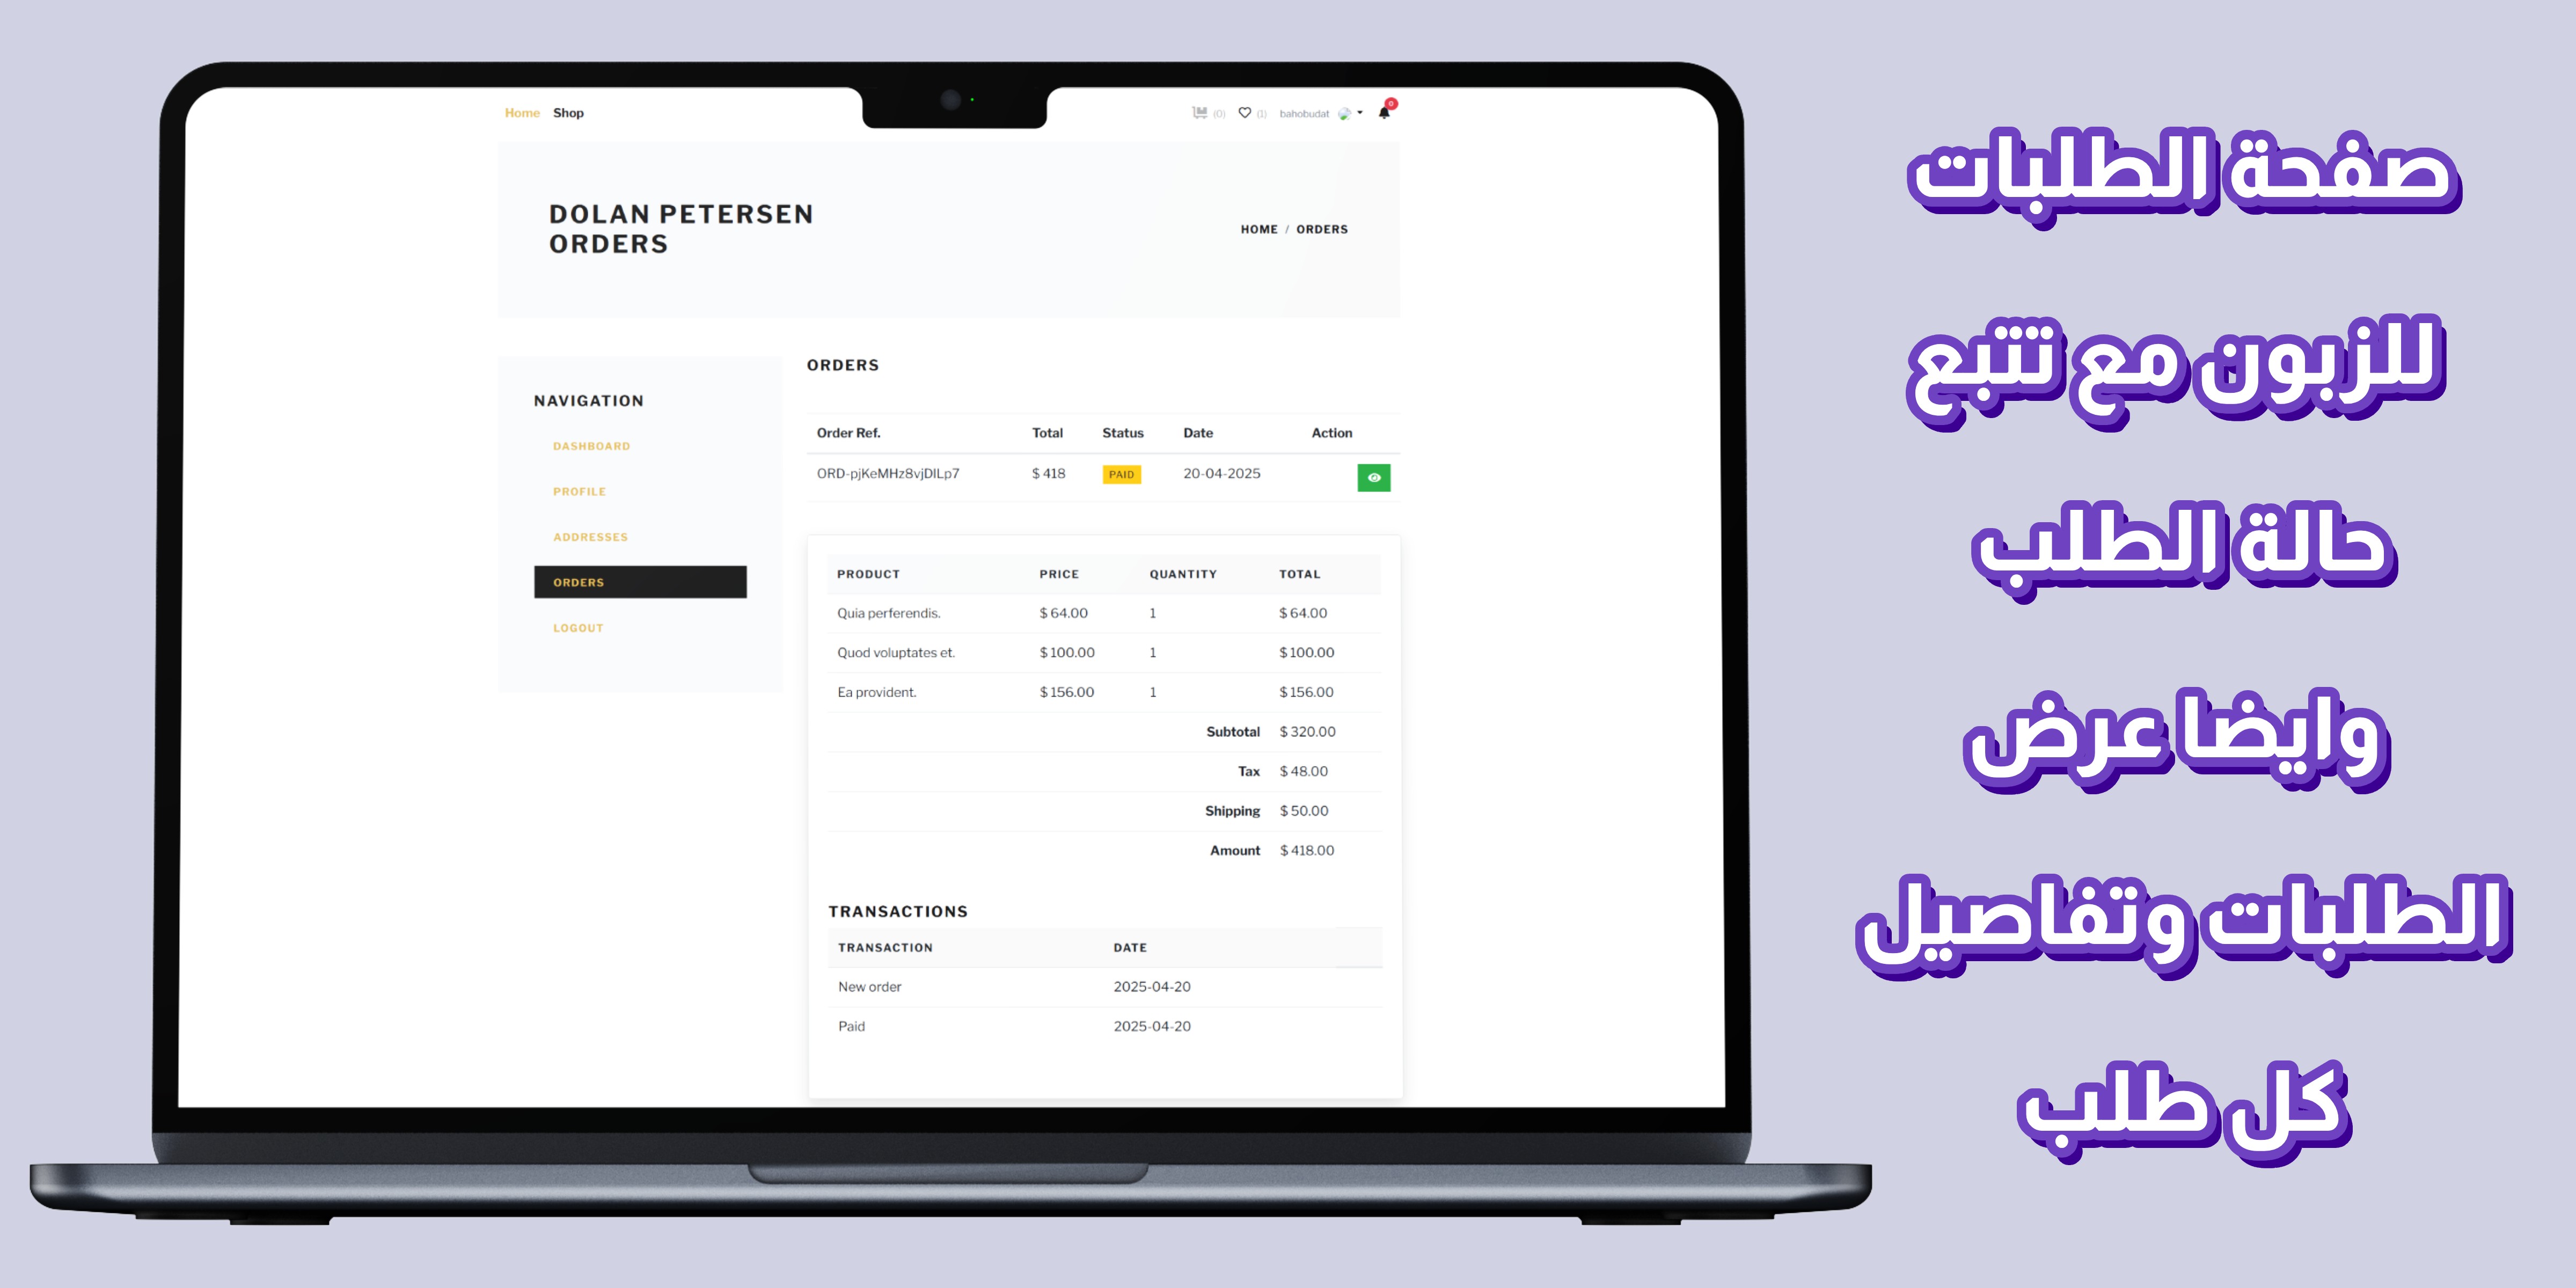 Home Shop
(0) (1) bahobudat 0
DOLAN PETERSEN
ORDERS
HOME / ORDERS
NAVIGATION
DASHBOARD
PROFILE
ADDRESSES
ORDERS
LOGOUT
ORDERS
Order Ref. Total Status Date Action
ORD-pjKeMHz8vjDlLp7 $ 418 PAID 20-04-2025
PRODUCT PRICE QUANTITY TOTAL
Quia perferendis. $ 64.00 1 $ 64.00
Quod voluptates et. $ 100.00 1 $ 100.00
Ea provident. $ 156.00 1 $ 156.00
Subtotal $ 320.00
Tax $ 48.00
Shipping $ 50.00
Amount $ 418.00
TRANSACTIONS
TRANSACTION DATE
New order 2025-04-20
Paid 2025-04-20
صفحة الطلبات
للزبون مع تتبع
حالة الطلب
وايضا عرض
الطلبات وتفاصيل
كل طلب